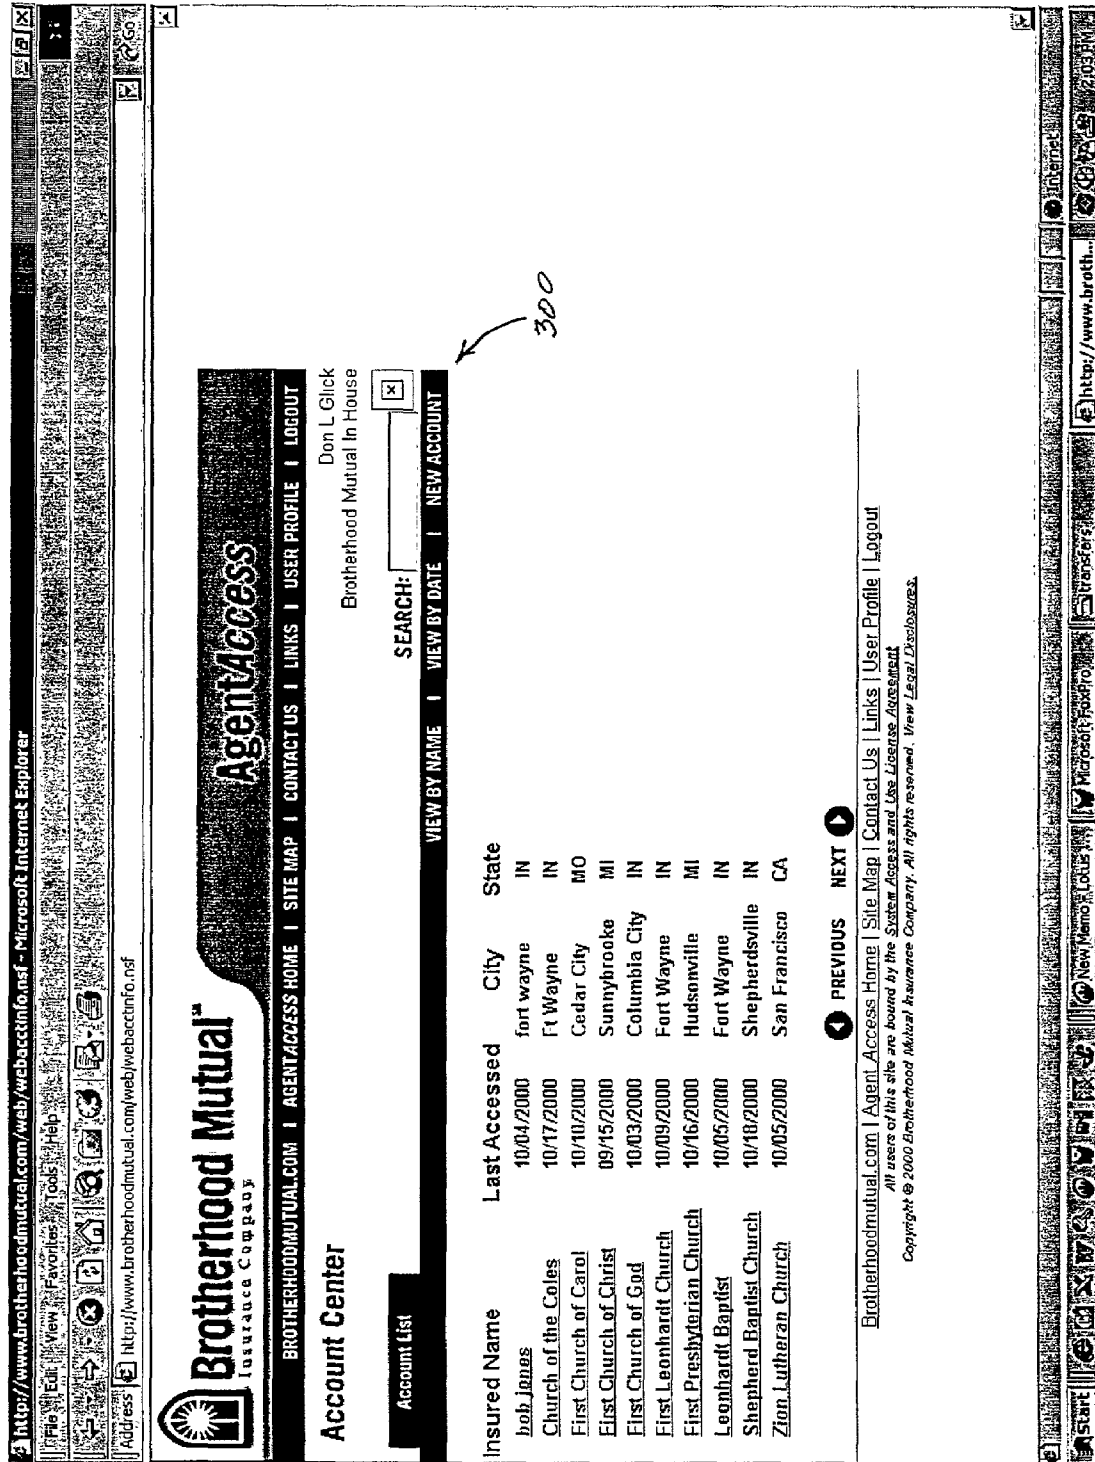 http://www.brotherhoodmutual.com/web/webacctinfo.nsf - Microsoft Internet Explorer
File Edit View Favorites Tools Help
Address http://www.brotherhoodmutual.com/web/webacctinfo.nsf Go
Brotherhood Mutual℠
Insurance Company
AgentAccess
BROTHERHOODMUTUAL.COM | AGENTACCESS HOME | SITE MAP | CONTACT US | LINKS | USER PROFILE | LOGOUT
Account Center
Don L Glick
Brotherhood Mutual In House
SEARCH:
Account List
VIEW BY NAME | VIEW BY DATE | NEW ACCOUNT
300
Insured Name Last Accessed City State
bob jones 10/04/2000 fort wayne IN
Church of the Coles 10/17/2000 Ft Wayne IN
First Church of Carol 10/10/2000 Cedar City MO
First Church of Christ 09/15/2000 Sunnybrooke MI
First Church of God 10/03/2000 Columbia City IN
First Leonhardt Church 10/09/2000 Fort Wayne IN
First Presbyterian Church 10/16/2000 Hudsonville MI
Leonhardt Baptist 10/05/2000 Fort Wayne IN
Shepherd Baptist Church 10/18/2000 Shepherdsville IN
Zion Lutheran Church 10/05/2000 San Francisco CA
PREVIOUS NEXT
Brotherhoodmutual.com | Agent Access Home | Site Map | Contact Us | Links | User Profile | Logout
All users of this site are bound by the System Access and Use License Agreement
Copyright © 2000 Brotherhood Mutual Insurance Company. All rights reserved. View Legal Disclosures.
Internet
Start New Memo - Lotus Microsoft FoxPro transfers http://www.broth... 2:03 PM